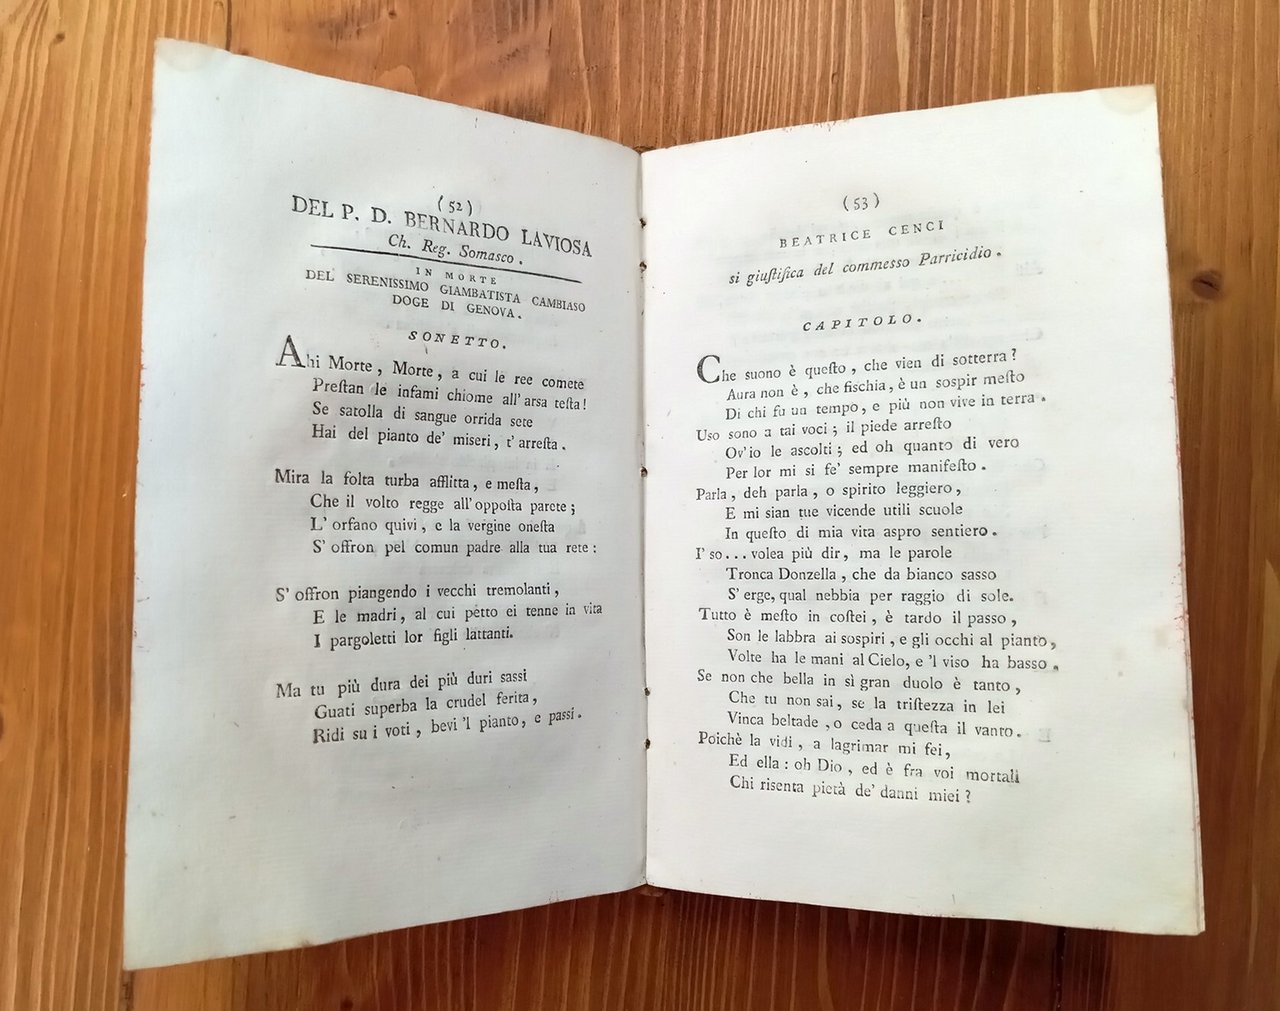 (52)
DEL P. D. BERNARDO LAVIOSA
Ch. Reg. Somasco.
IN MORTE
DEL SERENISSIMO GIAMBATISTA CAMBIASO
DOGE DI GENOVA.
SONETTO.
Ahi Morte, Morte, a cui le ree comete
Preſtan le infami chiome all' arsa teſta!
Se satolla di sangue orrida sete
Hai del pianto de' miseri, t' arreſta.
Mira la folta turba afflitta, e meſta,
Che il volto regge all' oppoſta parete;
L' orfano quivi, e la vergine oneſta
S' offron pel comun padre alla tua rete:
S' offron piangendo i vecchi tremolanti,
E le madri, al cui petto ei tenne in vita
I pargoletti lor figli lattanti.
Ma tu più dura dei più duri sassi
Guati superba la crudel ferita,
Ridi su i voti, bevi 'l pianto, e passi.
(53)
BEATRICE CENCI
si giuſtifica del commesso Parricidio.
CAPITOLO.
Che suono è queſto, che vien di sotterra?
Aura non è, che fischia, è un sospir meſto
Di chi fu un tempo, e più non vive in terra.
Uso sono a tai voci; il piede arreſto
Ov' io le ascolti; ed oh quanto di vero
Per lor mi si fe' sempre manifeſto.
Parla, deh parla, o spirito leggiero,
E mi sian tue vicende utili scuole
In queſto di mia vita aspro sentiero.
I' so... volea più dir, ma le parole
Tronca Donzella, che da bianco sasso
S' erge, qual nebbia per raggio di sole.
Tutto è meſto in coſtei, è tardo il passo,
Son le labbra ai sospiri, e gli occhi al pianto,
Volte ha le mani al Cielo, e 'l viso ha basso.
Se non che bella in sì gran duolo è tanto,
Che tu non sai, se la triſtezza in lei
Vinca beltade, o ceda a queſta il vanto.
Poichè la vidi, a lagrimar mi fei,
Ed ella: oh Dio, ed è fra voi mortali
Chi risenta pietà de' danni miei?